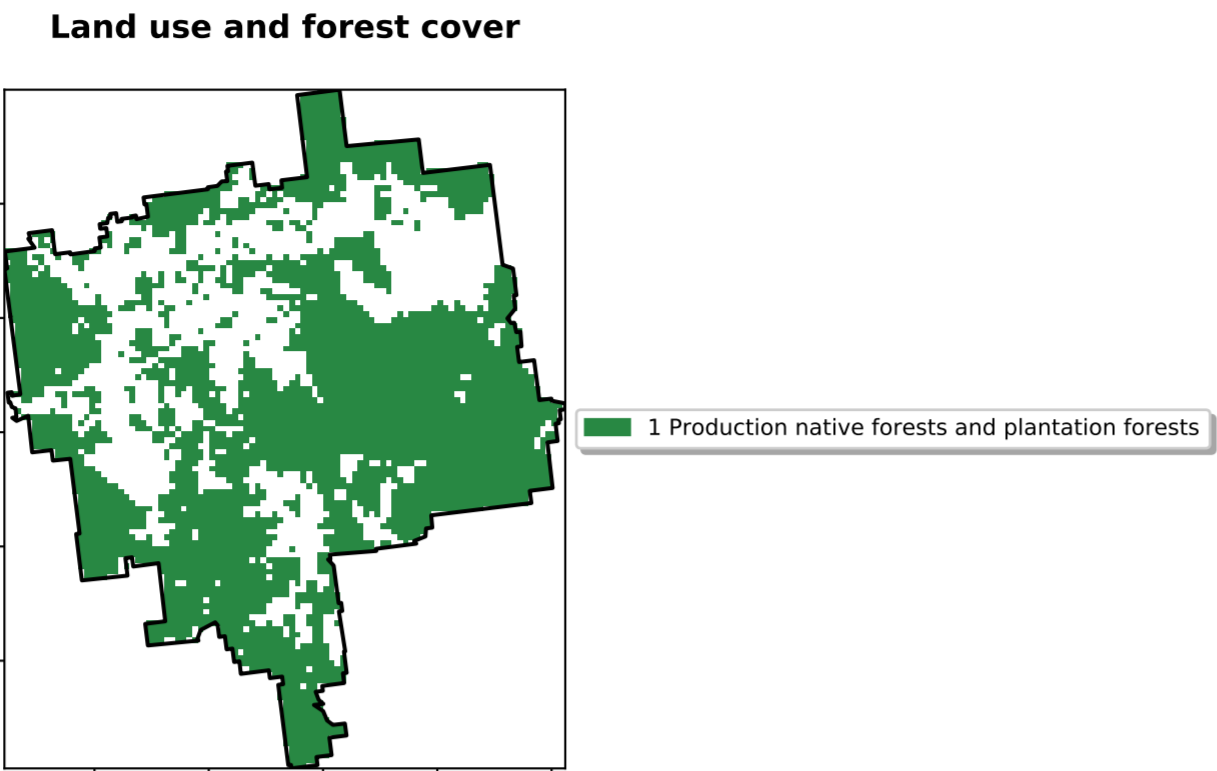 Land use and forest cover
1 Production native forests and plantation forests